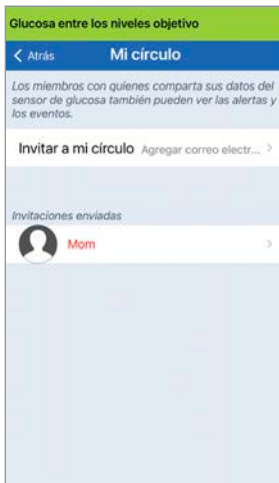 Glucosa entre los niveles objetivo
Atrás Mi círculo
Los miembros con quienes comparta sus datos del
sensor de glucosa también pueden ver las alertas y
los eventos.
Invitar a mi círculo Agregar correo electr...
Invitaciones enviadas
Mom